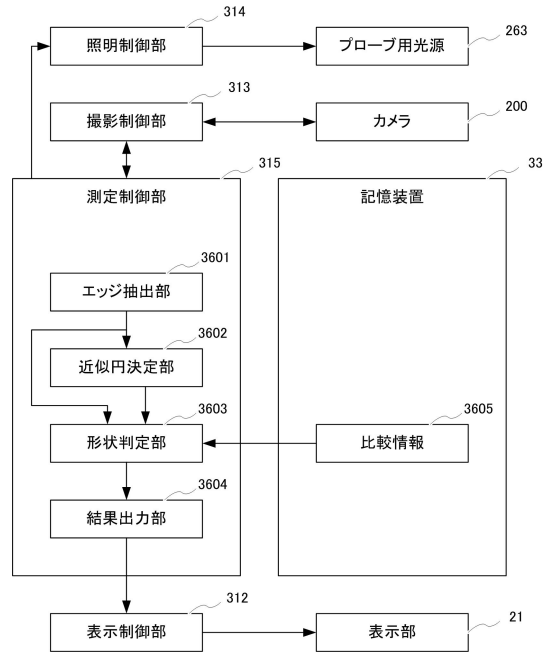 314
照明制御部
プローブ用光源
263
313
撮影制御部
カメラ
200
315
測定制御部
33
記憶装置
3601
エッジ抽出部
3602
近似円決定部
3603
形状判定部
3605
比較情報
3604
結果出力部
312
表示制御部
表示部
21